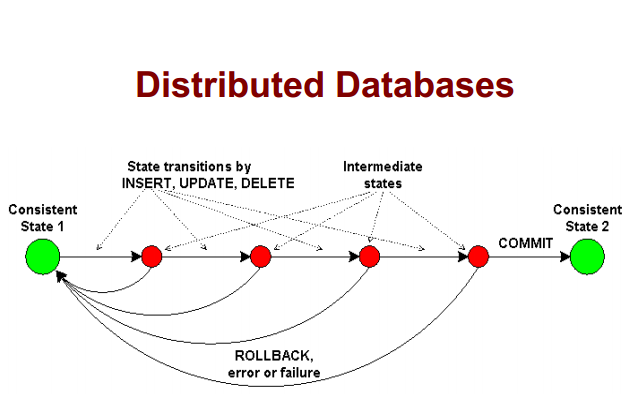 Distributed Databases
State transitions by
INSERT, UPDATE, DELETE
Intermediate
states
Consistent
State 1
Consistent
State 2
COMMIT
ROLLBACK,
error or failure